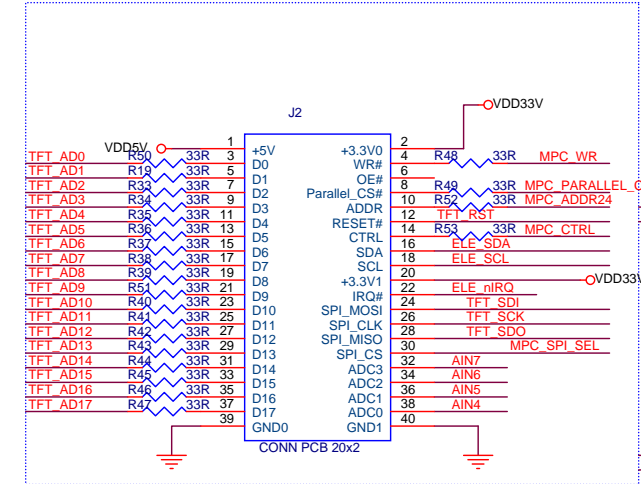 J2
VDD33V
VDD5V
1 +5V +3.3V0 2
TFT_AD0 R50 33R 3 D0 WR# 4 R48 33R MPC_WR
TFT_AD1 R19 33R 5 D1 OE# 6
TFT_AD2 R33 33R 7 D2 Parallel_CS# 8 R49 33R MPC_PARALLEL_C
TFT_AD3 R34 33R 9 D3 ADDR 10 R52 33R MPC_ADDR24
TFT_AD4 R35 33R 11 D4 RESET# 12 TFT_RST
TFT_AD5 R36 33R 13 D5 CTRL 14 R53 33R MPC_CTRL
TFT_AD6 R37 33R 15 D6 SDA 16 ELE_SDA
TFT_AD7 R38 33R 17 D7 SCL 18 ELE_SCL
TFT_AD8 R39 33R 19 D8 +3.3V1 20 VDD33V
TFT_AD9 R51 33R 21 D9 IRQ# 22 ELE_nIRQ
TFT_AD10 R40 33R 23 D10 SPI_MOSI 24 TFT_SDI
TFT_AD11 R41 33R 25 D11 SPI_CLK 26 TFT_SCK
TFT_AD12 R42 33R 27 D12 SPI_MISO 28 TFT_SDO
TFT_AD13 R43 33R 29 D13 SPI_CS 30 MPC_SPI_SEL
TFT_AD14 R44 33R 31 D14 ADC3 32 AIN7
TFT_AD15 R45 33R 33 D15 ADC2 34 AIN6
TFT_AD16 R46 33R 35 D16 ADC1 36 AIN5
TFT_AD17 R47 33R 37 D17 ADC0 38 AIN4
39 GND0 GND1 40
CONN PCB 20x2